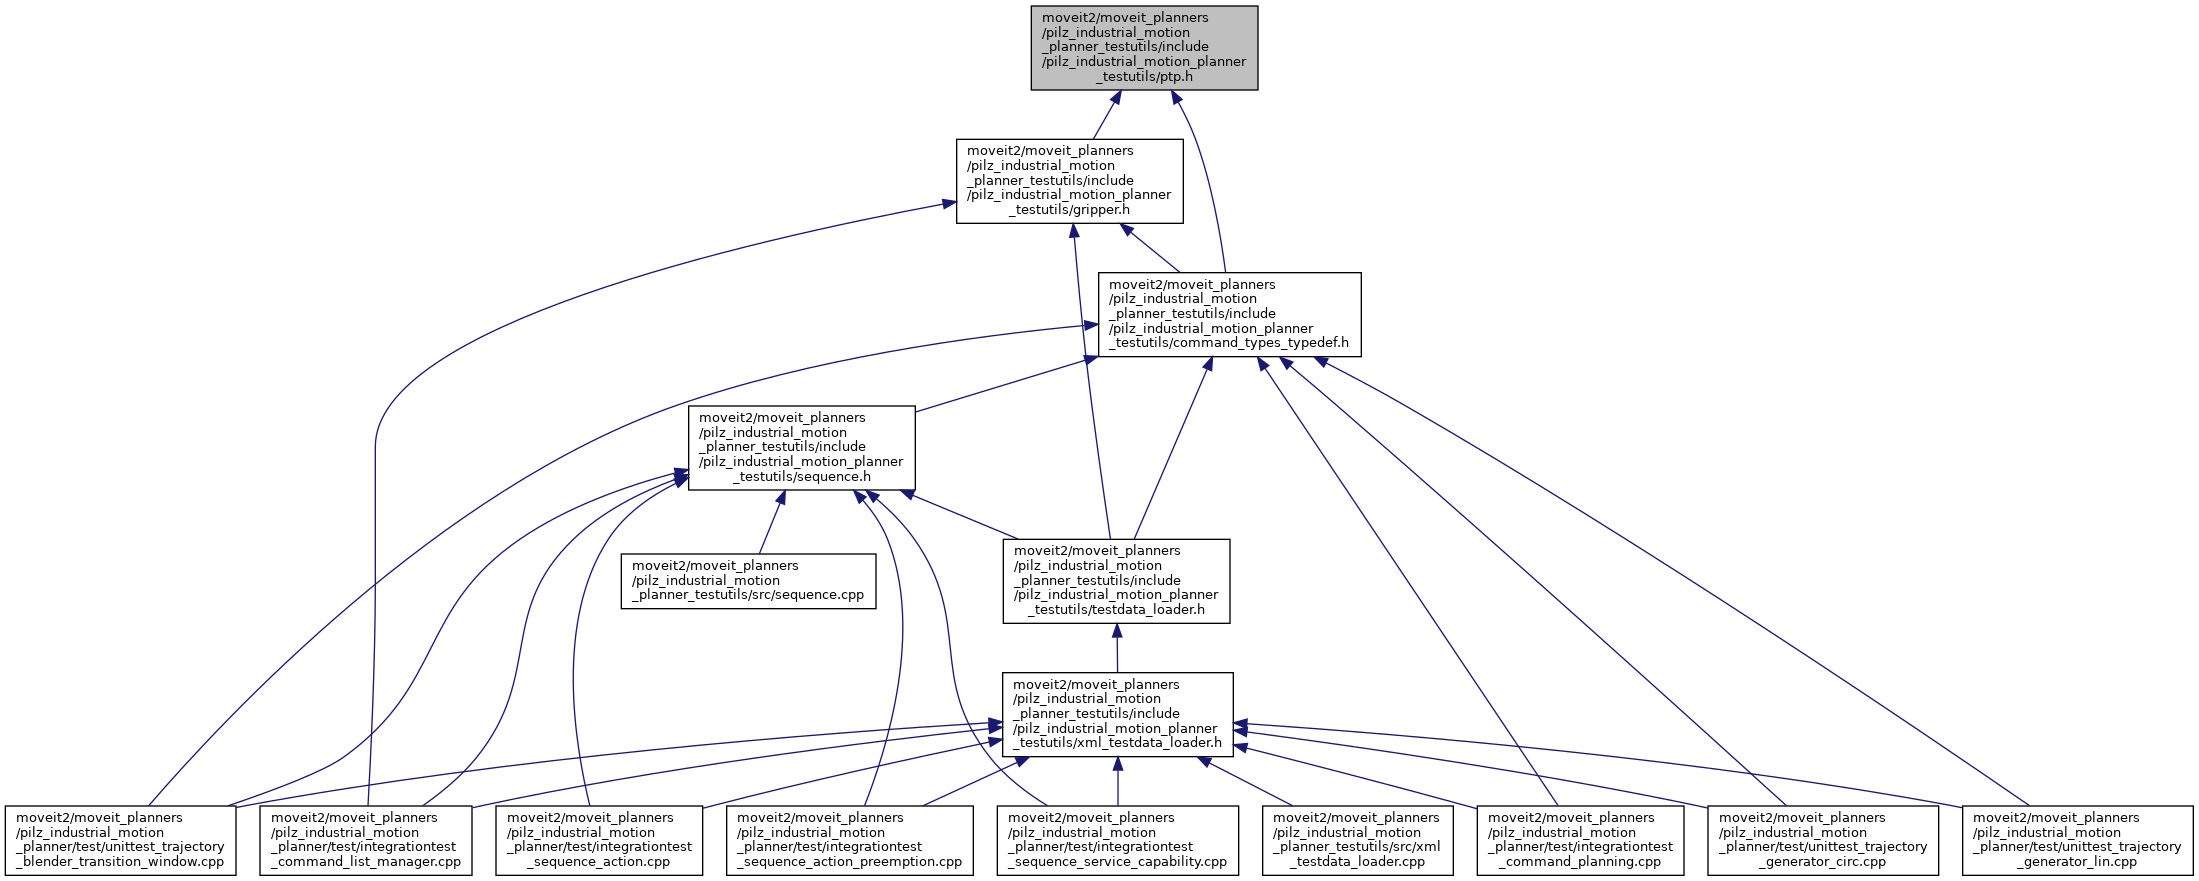 moveit2/moveit_planners
/pilz_industrial_motion
_planner_testutils/include
/pilz_industrial_motion_planner
_testutils/ptp.h
moveit2/moveit_planners
/pilz_industrial_motion
_planner_testutils/include
/pilz_industrial_motion_planner
_testutils/gripper.h
moveit2/moveit_planners
/pilz_industrial_motion
_planner_testutils/include
/pilz_industrial_motion_planner
_testutils/command_types_typedef.h
moveit2/moveit_planners
/pilz_industrial_motion
_planner_testutils/include
/pilz_industrial_motion_planner
_testutils/sequence.h
moveit2/moveit_planners
/pilz_industrial_motion
_planner_testutils/src/sequence.cpp
moveit2/moveit_planners
/pilz_industrial_motion
_planner_testutils/include
/pilz_industrial_motion_planner
_testutils/testdata_loader.h
moveit2/moveit_planners
/pilz_industrial_motion
_planner_testutils/include
/pilz_industrial_motion_planner
_testutils/xml_testdata_loader.h
moveit2/moveit_planners
/pilz_industrial_motion
_planner/test/unittest_trajectory
_blender_transition_window.cpp
moveit2/moveit_planners
/pilz_industrial_motion
_planner/test/integrationtest
_command_list_manager.cpp
moveit2/moveit_planners
/pilz_industrial_motion
_planner/test/integrationtest
_sequence_action.cpp
moveit2/moveit_planners
/pilz_industrial_motion
_planner/test/integrationtest
_sequence_action_preemption.cpp
moveit2/moveit_planners
/pilz_industrial_motion
_planner/test/integrationtest
_sequence_service_capability.cpp
moveit2/moveit_planners
/pilz_industrial_motion
_planner_testutils/src/xml
_testdata_loader.cpp
moveit2/moveit_planners
/pilz_industrial_motion
_planner/test/integrationtest
_command_planning.cpp
moveit2/moveit_planners
/pilz_industrial_motion
_planner/test/unittest_trajectory
_generator_circ.cpp
moveit2/moveit_planners
/pilz_industrial_motion
_planner/test/unittest_trajectory
_generator_lin.cpp